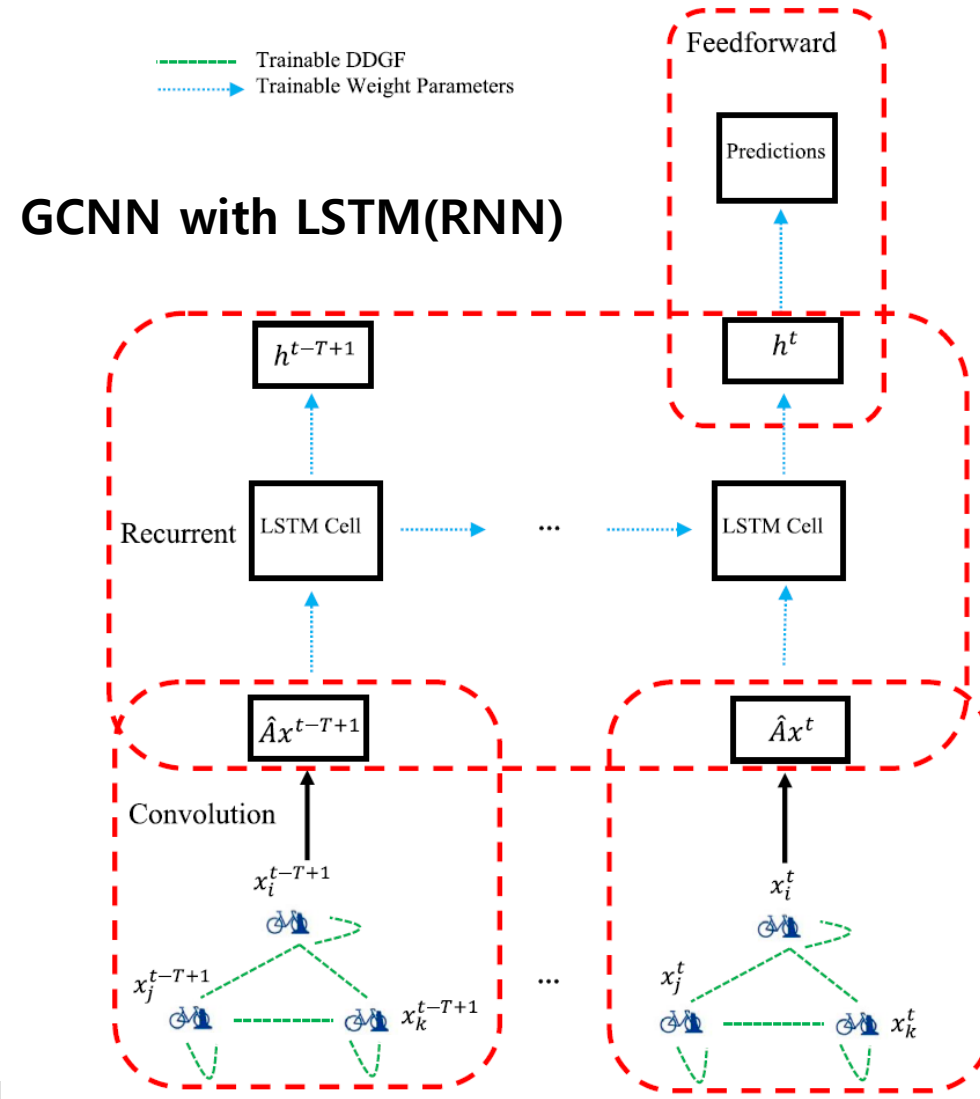 Feedforward
Trainable DDGF
Trainable Weight Parameters
Predictions
GCNN with LSTM(RNN)
h^{t-T+1}
h^t
Recurrent
LSTM Cell
...
LSTM Cell
Âx^{t-T+1}
Âx^t
Convolution
x_i^{t-T+1}
x_i^t
x_j^{t-T+1}
...
x_j^t
x_k^{t-T+1}
x_k^t